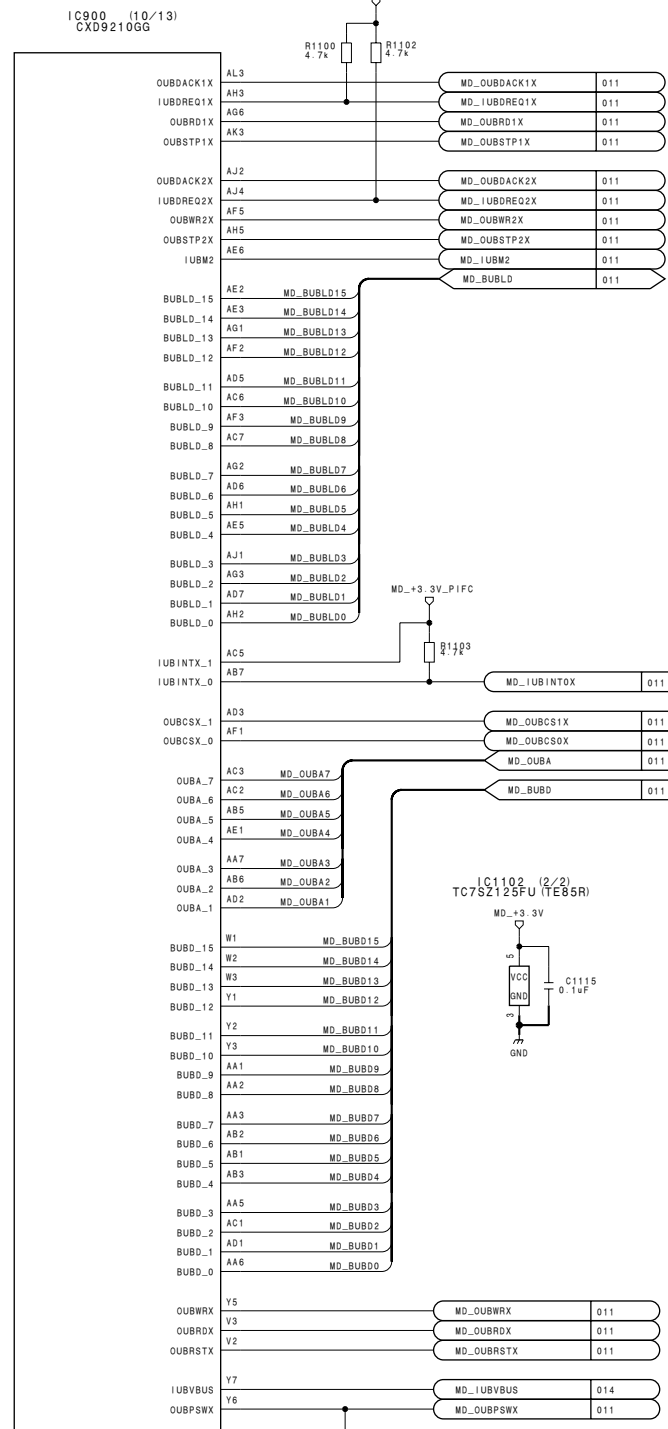 IC900 (10/13)
CXD9210GG
R1100
4.7k
R1102
4.7k
OUBDACK1X AL3 MD_OUBDACK1X 011
IUBDREQ1X AH3 MD_IUBDREQ1X 011
OUBRD1X AG6 MD_OUBRD1X 011
OUBSTP1X AK3 MD_OUBSTP1X 011
OUBDACK2X AJ2 MD_OUBDACK2X 011
IUBDREQ2X AJ4 MD_IUBDREQ2X 011
OUBWR2X AF5 MD_OUBWR2X 011
OUBSTP2X AH5 MD_OUBSTP2X 011
IUBM2 AE6 MD_IUBM2 011
MD_BUBLD 011
BUBLD_15 AE2 MD_BUBLD15
BUBLD_14 AE3 MD_BUBLD14
BUBLD_13 AG1 MD_BUBLD13
BUBLD_12 AF2 MD_BUBLD12
BUBLD_11 AD5 MD_BUBLD11
BUBLD_10 AC6 MD_BUBLD10
BUBLD_9 AF3 MD_BUBLD9
BUBLD_8 AC7 MD_BUBLD8
BUBLD_7 AG2 MD_BUBLD7
BUBLD_6 AD6 MD_BUBLD6
BUBLD_5 AH1 MD_BUBLD5
BUBLD_4 AE5 MD_BUBLD4
BUBLD_3 AJ1 MD_BUBLD3
BUBLD_2 AG3 MD_BUBLD2
BUBLD_1 AD7 MD_BUBLD1
BUBLD_0 AH2 MD_BUBLD0
MD_+3.3V_PIFC
R1103
4.7k
IUBINTX_1 AC5
IUBINTX_0 AB7 MD_IUBINT0X 011
OUBCSX_1 AD3 MD_OUBCS1X 011
OUBCSX_0 AF1 MD_OUBCS0X 011
MD_OUBA 011
OUBA_7 AC3 MD_OUBA7
MD_BUBD 011
OUBA_6 AC2 MD_OUBA6
OUBA_5 AB5 MD_OUBA5
OUBA_4 AE1 MD_OUBA4
OUBA_3 AA7 MD_OUBA3
OUBA_2 AB6 MD_OUBA2
OUBA_1 AD2 MD_OUBA1
IC1102 (2/2)
TC7SZ125FU(TE85R)
MD_+3.3V
5
VCC
GND
3
C1115
0.1uF
GND
BUBD_15 W1 MD_BUBD15
BUBD_14 W2 MD_BUBD14
BUBD_13 W3 MD_BUBD13
BUBD_12 Y1 MD_BUBD12
BUBD_11 Y2 MD_BUBD11
BUBD_10 Y3 MD_BUBD10
BUBD_9 AA1 MD_BUBD9
BUBD_8 AA2 MD_BUBD8
BUBD_7 AA3 MD_BUBD7
BUBD_6 AB2 MD_BUBD6
BUBD_5 AB1 MD_BUBD5
BUBD_4 AB3 MD_BUBD4
BUBD_3 AA5 MD_BUBD3
BUBD_2 AC1 MD_BUBD2
BUBD_1 AD1 MD_BUBD1
BUBD_0 AA6 MD_BUBD0
OUBWRX Y5 MD_OUBWRX 011
OUBRDX V3 MD_OUBRDX 011
OUBRSTX V2 MD_OUBRSTX 011
IUBVBUS Y7 MD_IUBVBUS 014
OUBPSWX Y6 MD_OUBPSWX 011